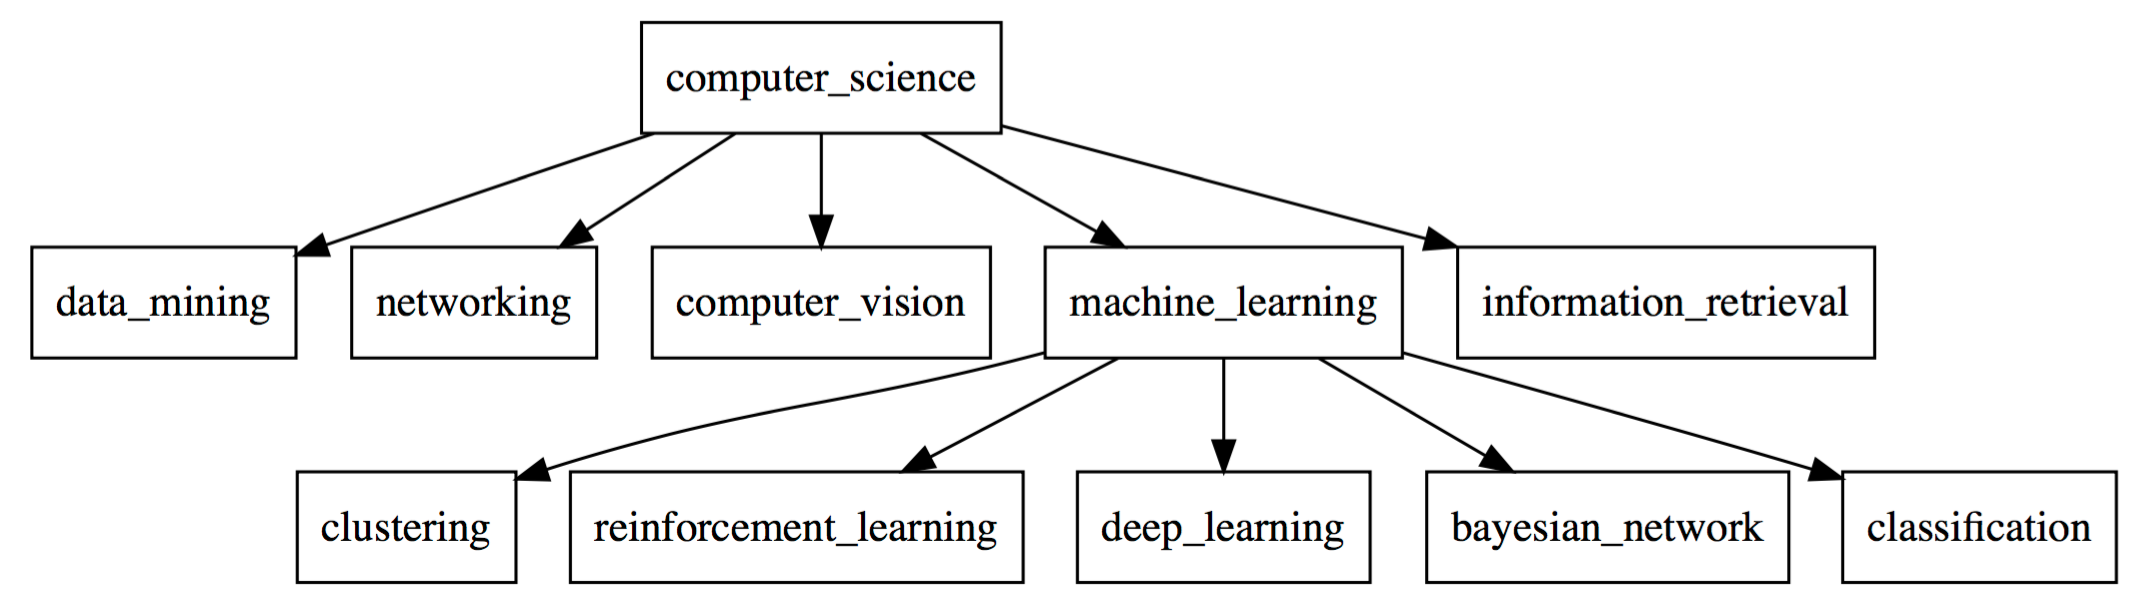 computer_science
data_mining
networking
computer_vision
machine_learning
information_retrieval
clustering
reinforcement_learning
deep_learning
bayesian_network
classification